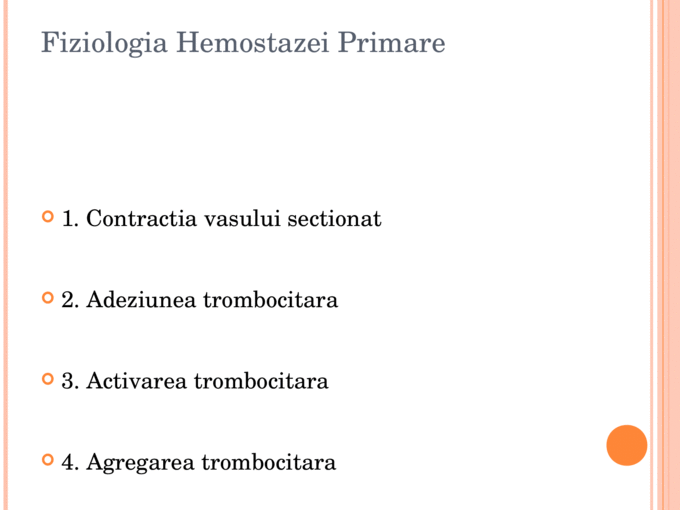 Fiziologia Hemostazei Primare
1. Contractia vasului sectionat
2. Adeziunea trombocitara
3. Activarea trombocitara
4. Agregarea trombocitara